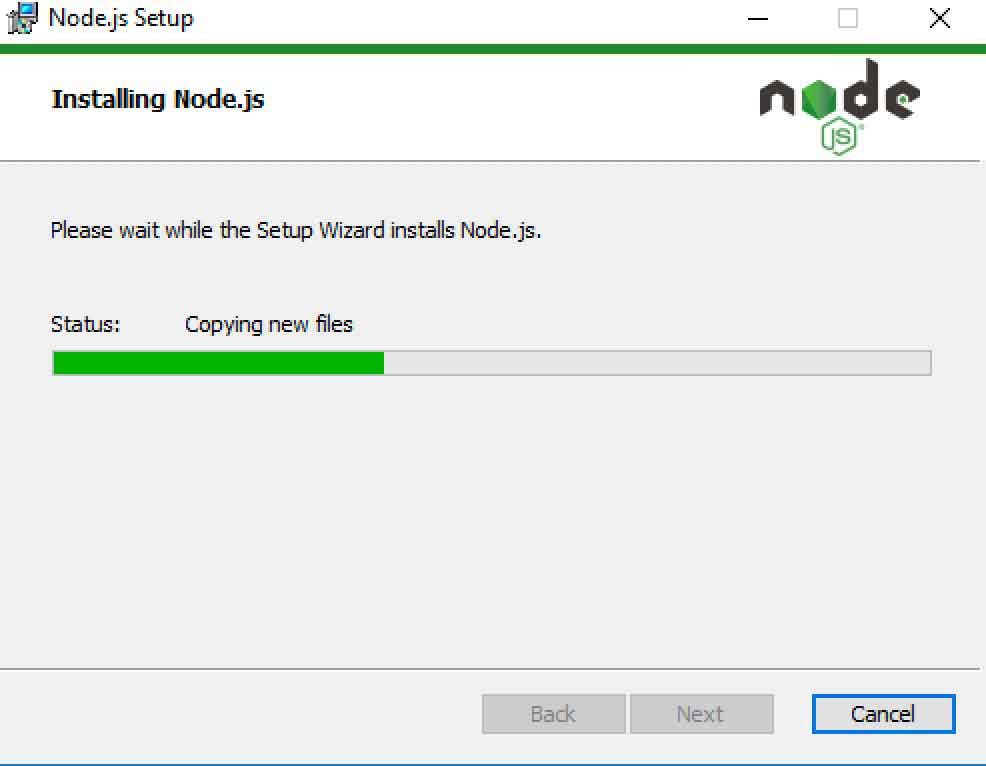 Node.js Setup
Installing Node.js
node
JS
Please wait while the Setup Wizard installs Node.js.
Status: Copying new files
Back Next Cancel